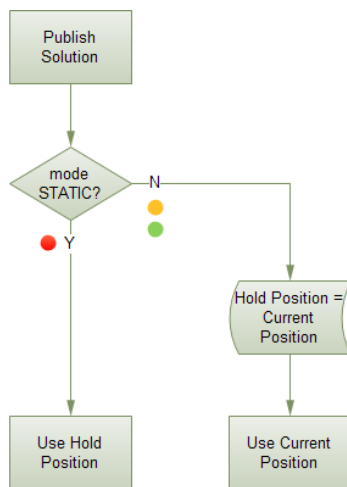 Publish
Solution
mode
STATIC?
N
Y
Hold Position =
Current
Position
Use Hold
Position
Use Current
Position